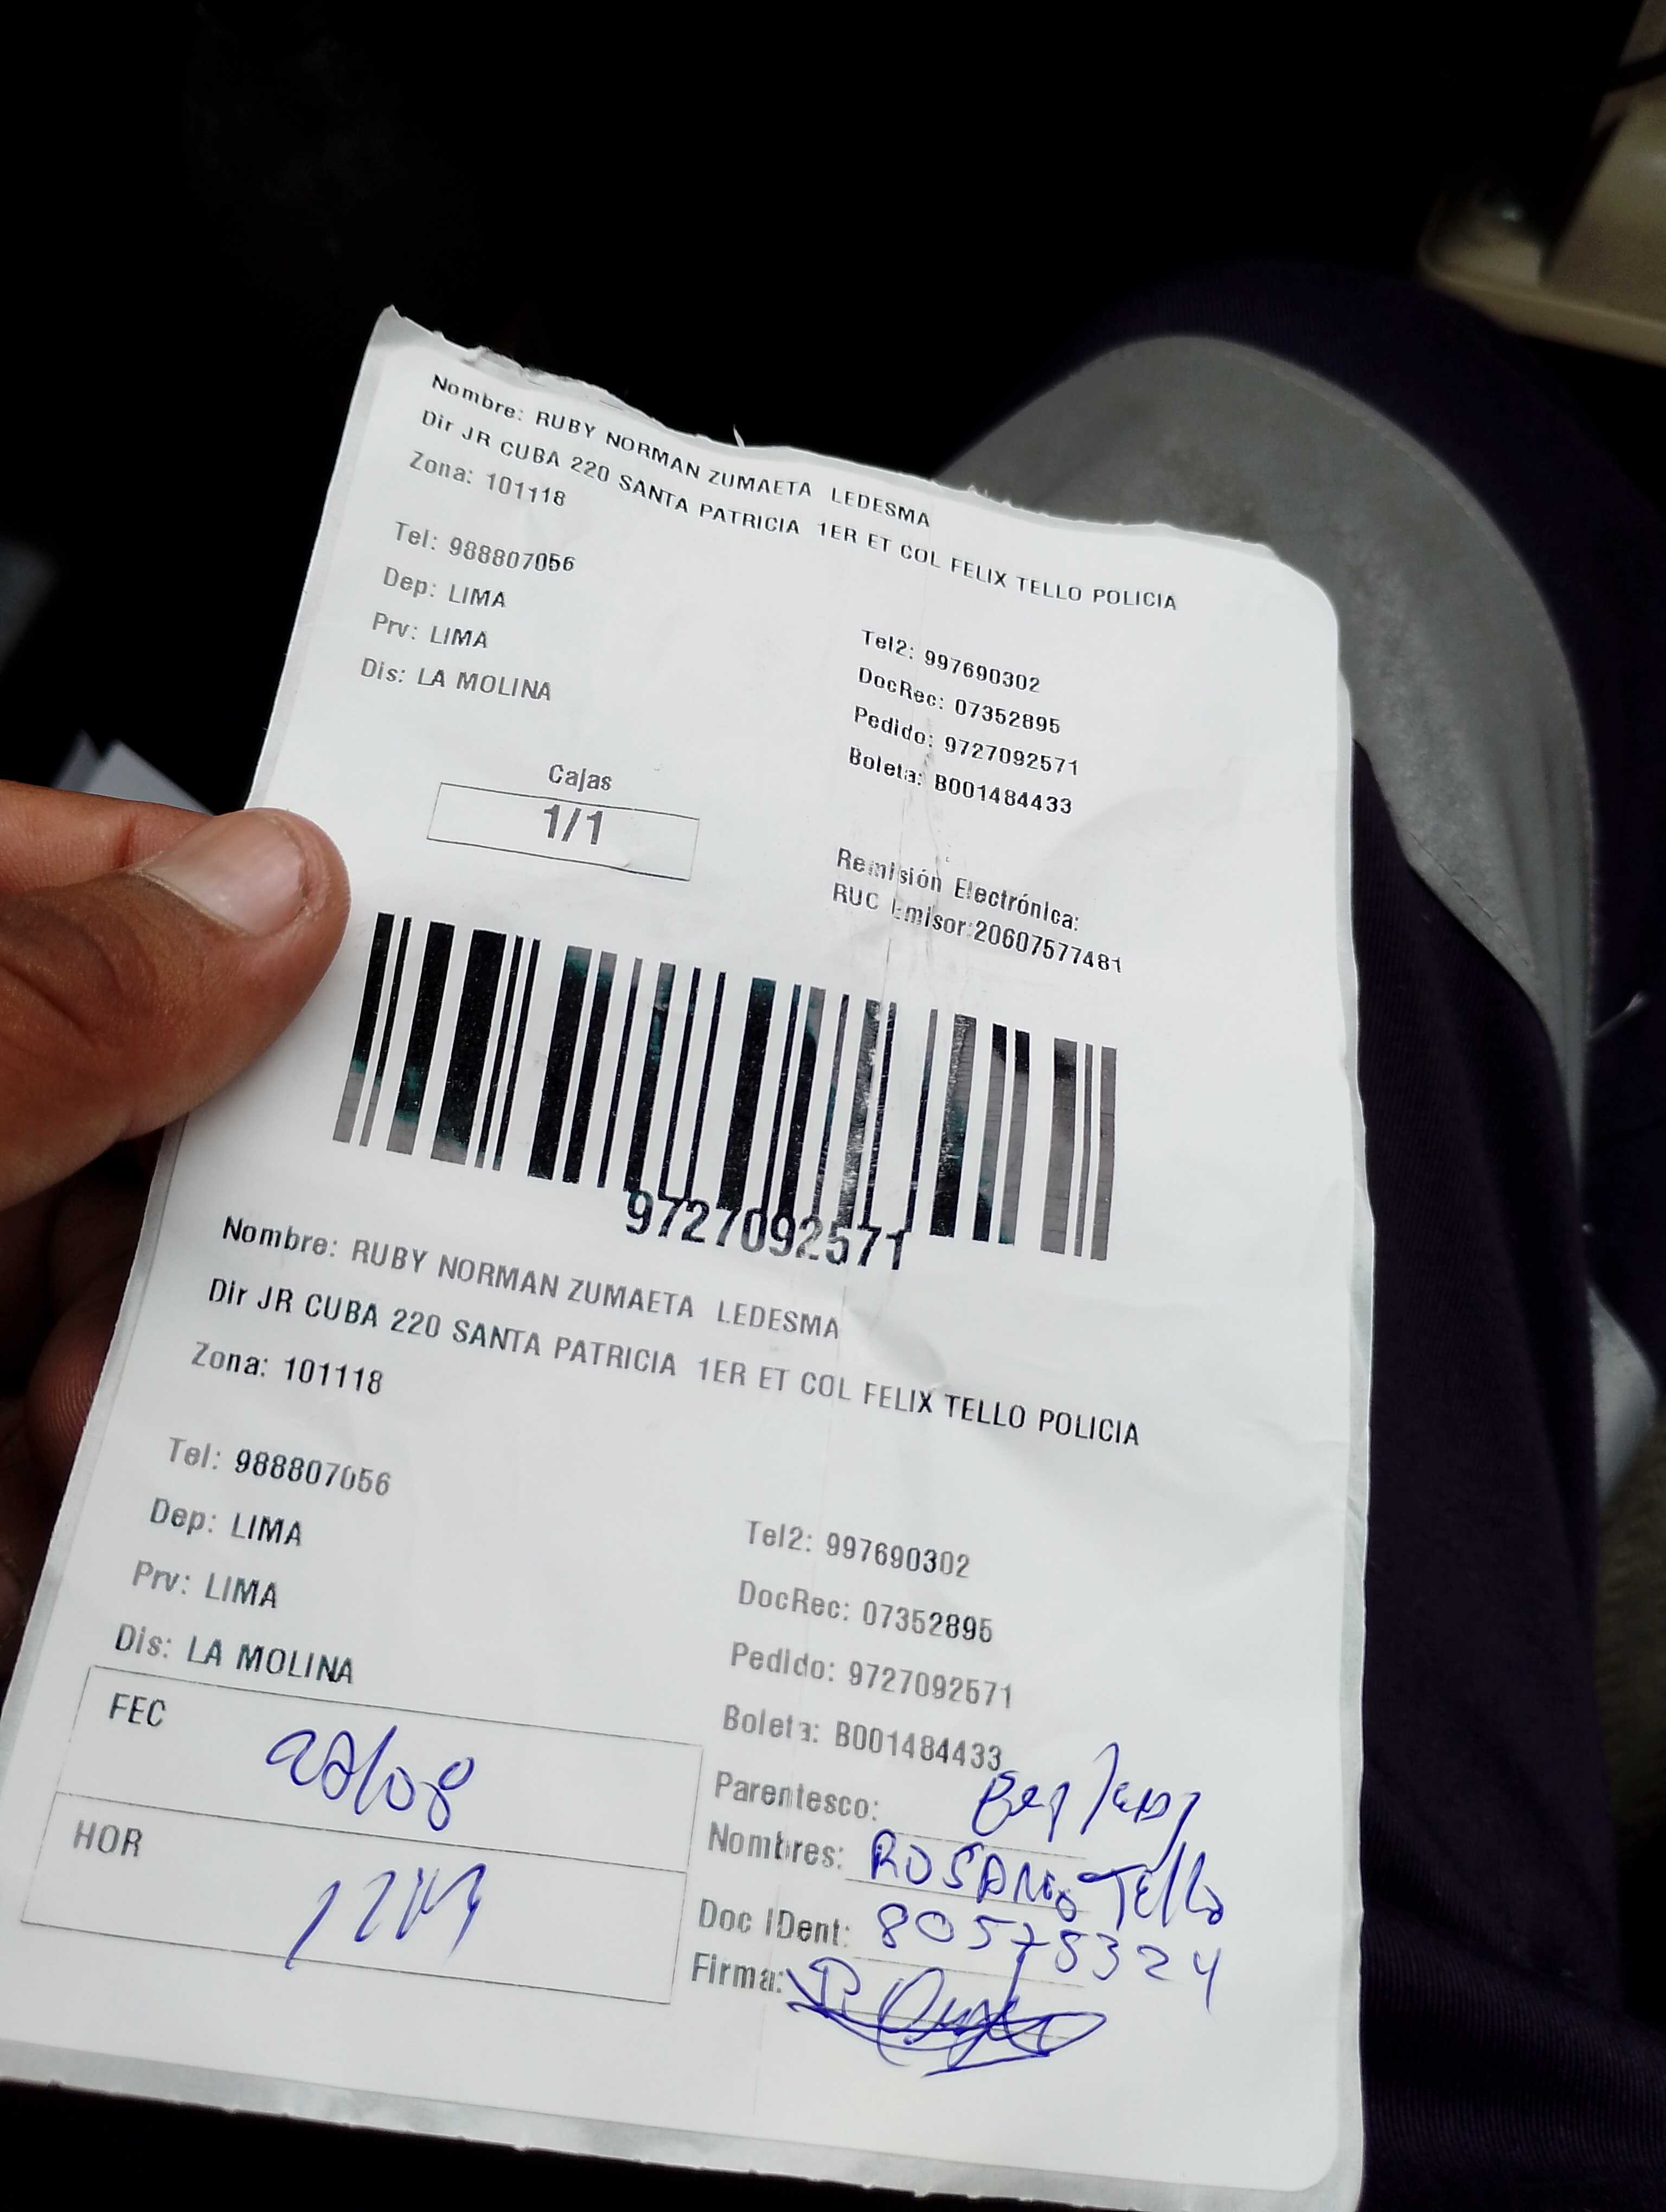 Nombre: RUBY NORMAN ZUMAETA LEDESMA
Dir JR CUBA 220 SANTA PATRICIA 1ER ET COL FELIX TELLO POLICIA
Zona: 101118
Tel: 988807056
Dep: LIMA
Prv: LIMA
Dis: LA MOLINA
Tel2: 997690302
DocRec: 07352895
Pedido: 9727092571
Boleta: B001484433
Cajas
1/1
Remisión Electrónica:
RUC Emisor:20607577481
9727092571
Nombre: RUBY NORMAN ZUMAETA LEDESMA
Dir JR CUBA 220 SANTA PATRICIA 1ER ET COL FELIX TELLO POLICIA
Zona: 101118
Tel: 988807056
Dep: LIMA
Prv: LIMA
Dis: LA MOLINA
Tel2: 997690302
DocRec: 07352895
Pedido: 9727092571
Boleta: B001484433
FEC
HOR
Parentesco:
Nombres: Tello
Doc IDent: 80575324
Firma: